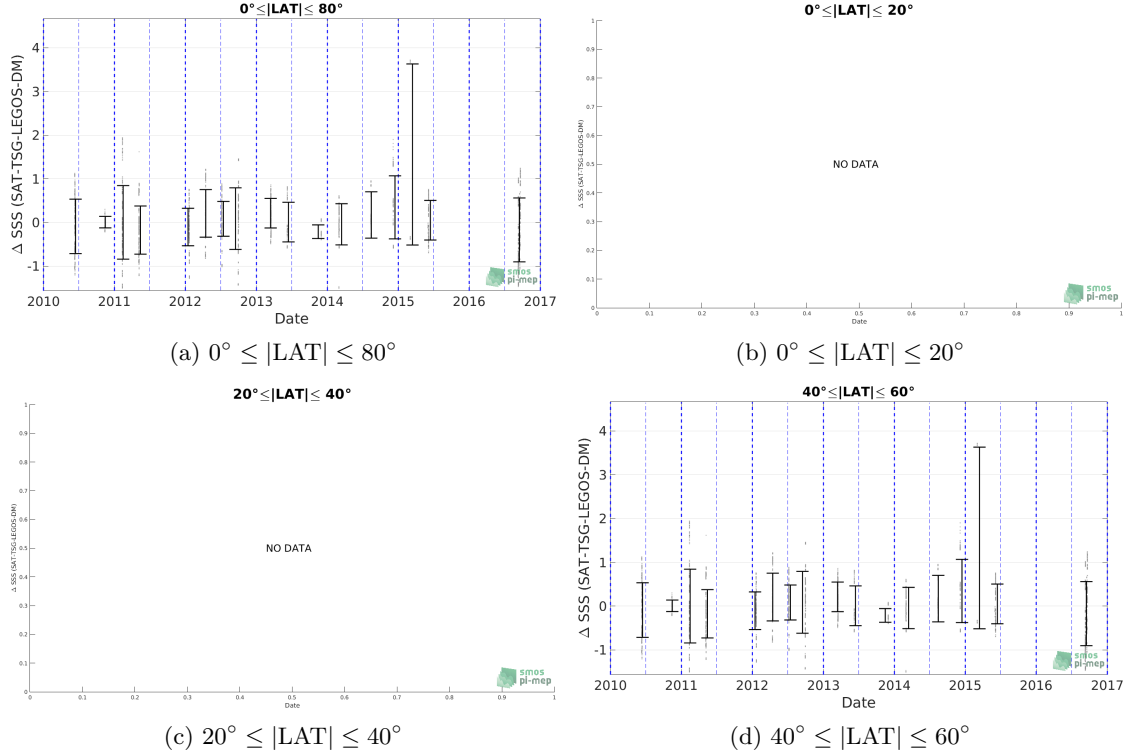 0°≤|LAT|≤ 80°
Δ SSS (SAT-TSG-LEGOS-DM)
4
3
2
1
0
-1
2010 2011 2012 2013 2014 2015 2016 2017
Date
smos
pi-mep
(a) 0° ≤ |LAT| ≤ 80°
0°≤|LAT|≤ 20°
Δ SSS (SAT-TSG-LEGOS-DM)
1
0.9
0.8
0.7
0.6
0.5
0.4
0.3
0.2
0.1
0
NO DATA
0 0.1 0.2 0.3 0.4 0.5 0.6 0.7 0.8 0.9 1
Date
smos
pi-mep
(b) 0° ≤ |LAT| ≤ 20°
20°≤|LAT|≤ 40°
Δ SSS (SAT-TSG-LEGOS-DM)
1
0.9
0.8
0.7
0.6
0.5
0.4
0.3
0.2
0.1
0
NO DATA
0 0.1 0.2 0.3 0.4 0.5 0.6 0.7 0.8 0.9 1
Date
smos
pi-mep
(c) 20° ≤ |LAT| ≤ 40°
40°≤|LAT|≤ 60°
Δ SSS (SAT-TSG-LEGOS-DM)
4
3
2
1
0
-1
2010 2011 2012 2013 2014 2015 2016 2017
Date
smos
pi-mep
(d) 40° ≤ |LAT| ≤ 60°